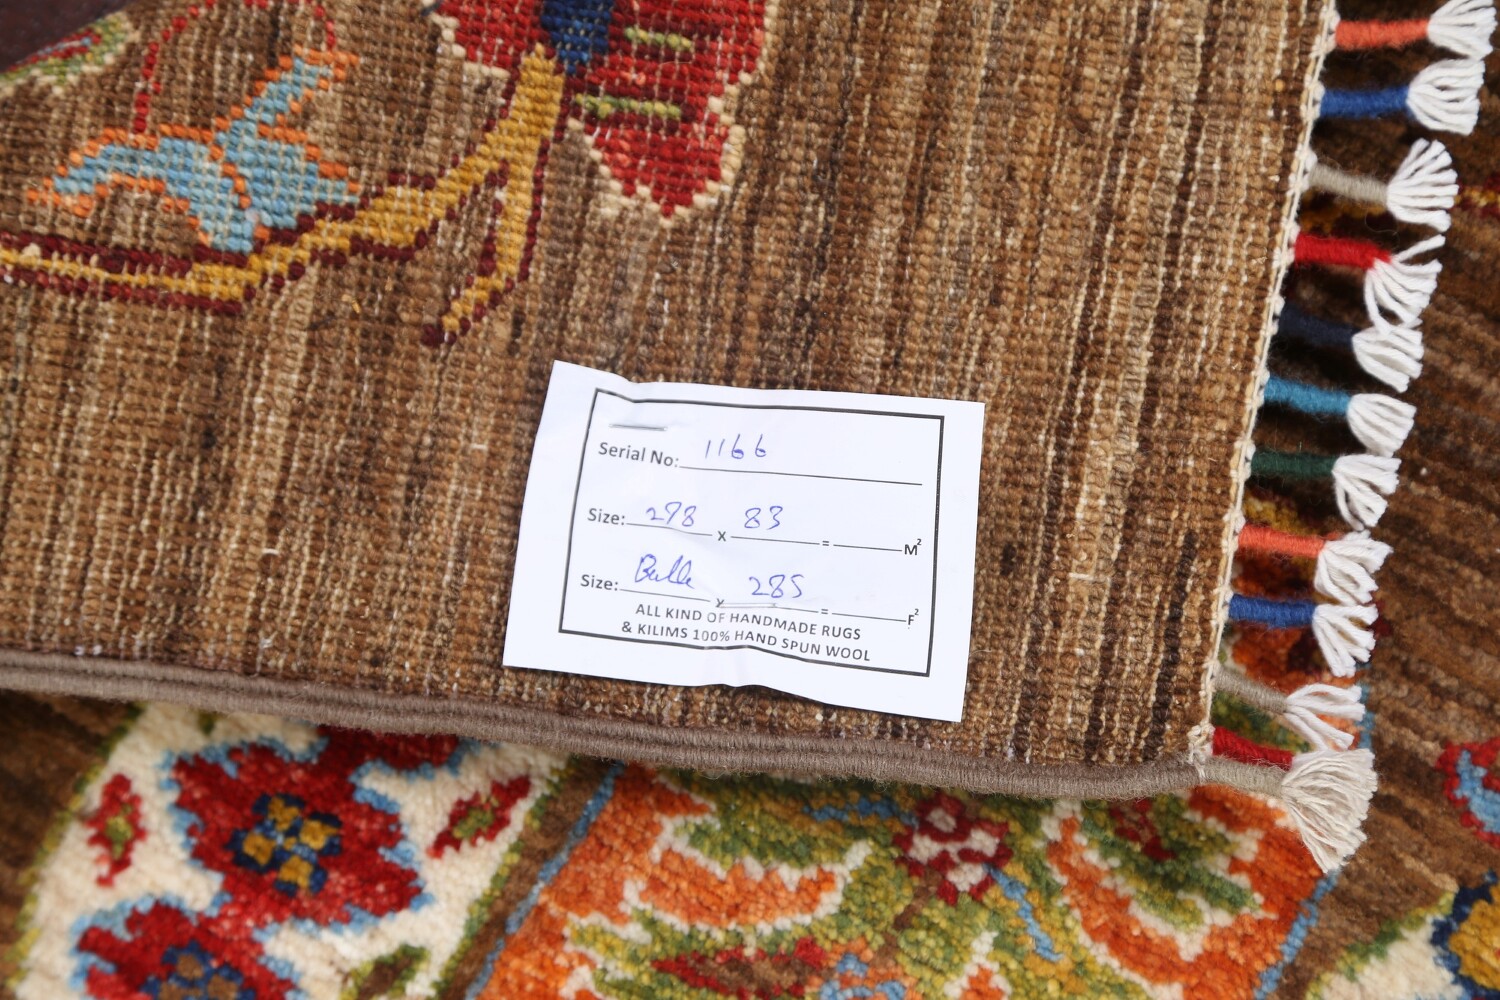 Serial No: 1166
Size: 298 x 83 = M²
Size: x 285 = F²
ALL KIND OF HANDMADE RUGS
& KILIMS 100% HAND SPUN WOOL